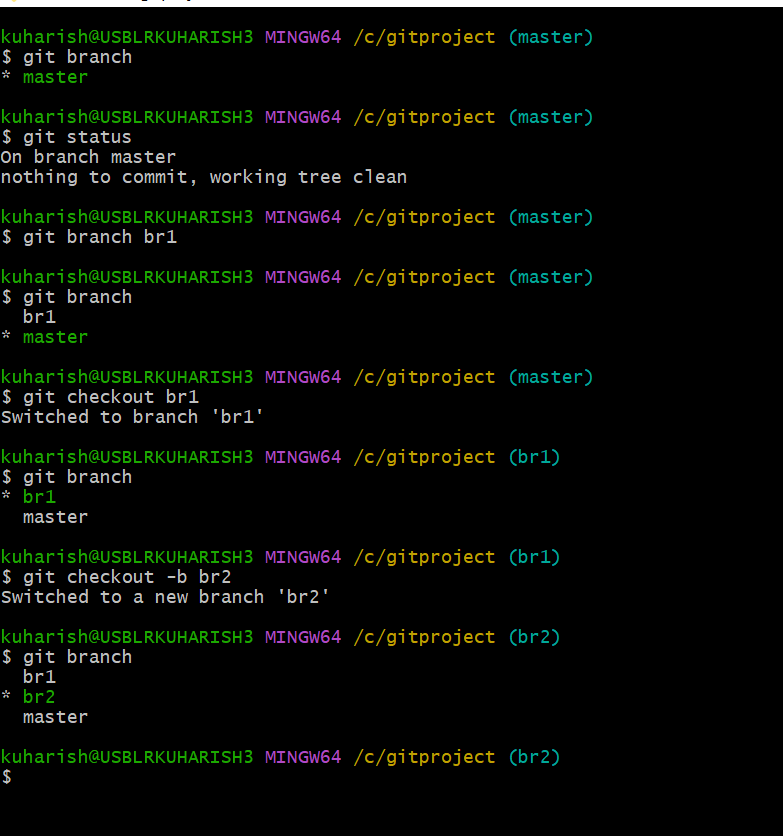 kuharish@USBLRKUHARISH3 MINGW64 /c/gitproject (master)
$ git branch
* master
kuharish@USBLRKUHARISH3 MINGW64 /c/gitproject (master)
$ git status
On branch master
nothing to commit, working tree clean
kuharish@USBLRKUHARISH3 MINGW64 /c/gitproject (master)
$ git branch br1
kuharish@USBLRKUHARISH3 MINGW64 /c/gitproject (master)
$ git branch
  br1
* master
kuharish@USBLRKUHARISH3 MINGW64 /c/gitproject (master)
$ git checkout br1
Switched to branch 'br1'
kuharish@USBLRKUHARISH3 MINGW64 /c/gitproject (br1)
$ git branch
* br1
  master
kuharish@USBLRKUHARISH3 MINGW64 /c/gitproject (br1)
$ git checkout -b br2
Switched to a new branch 'br2'
kuharish@USBLRKUHARISH3 MINGW64 /c/gitproject (br2)
$ git branch
  br1
* br2
  master
kuharish@USBLRKUHARISH3 MINGW64 /c/gitproject (br2)
$